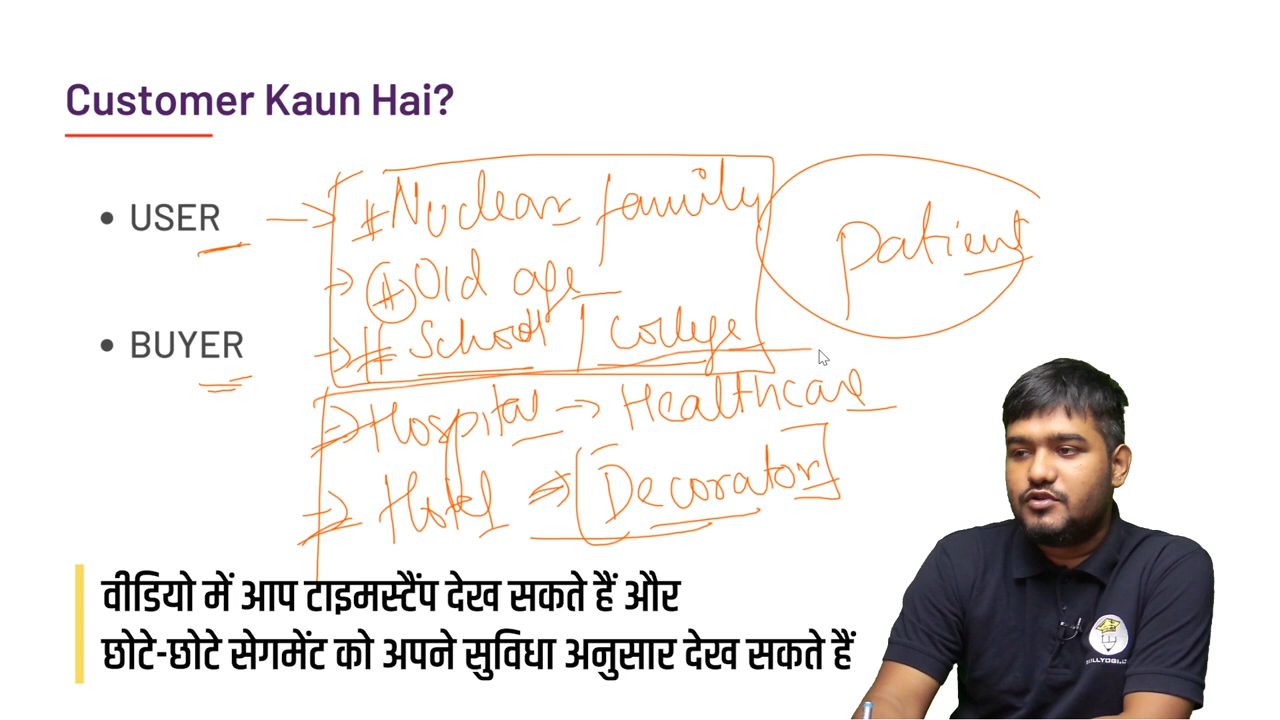 Customer Kaun Hai?
• USER → # Nuclear family
patient
→ # Old age
• BUYER → # School / College
→ Hospital → Healthcare
→ Hotel → [Decorator]
वीडियो में आप टाइमस्टैंप देख सकते हैं और
छोटे-छोटे सेगमेंट को अपने सुविधा अनुसार देख सकते हैं